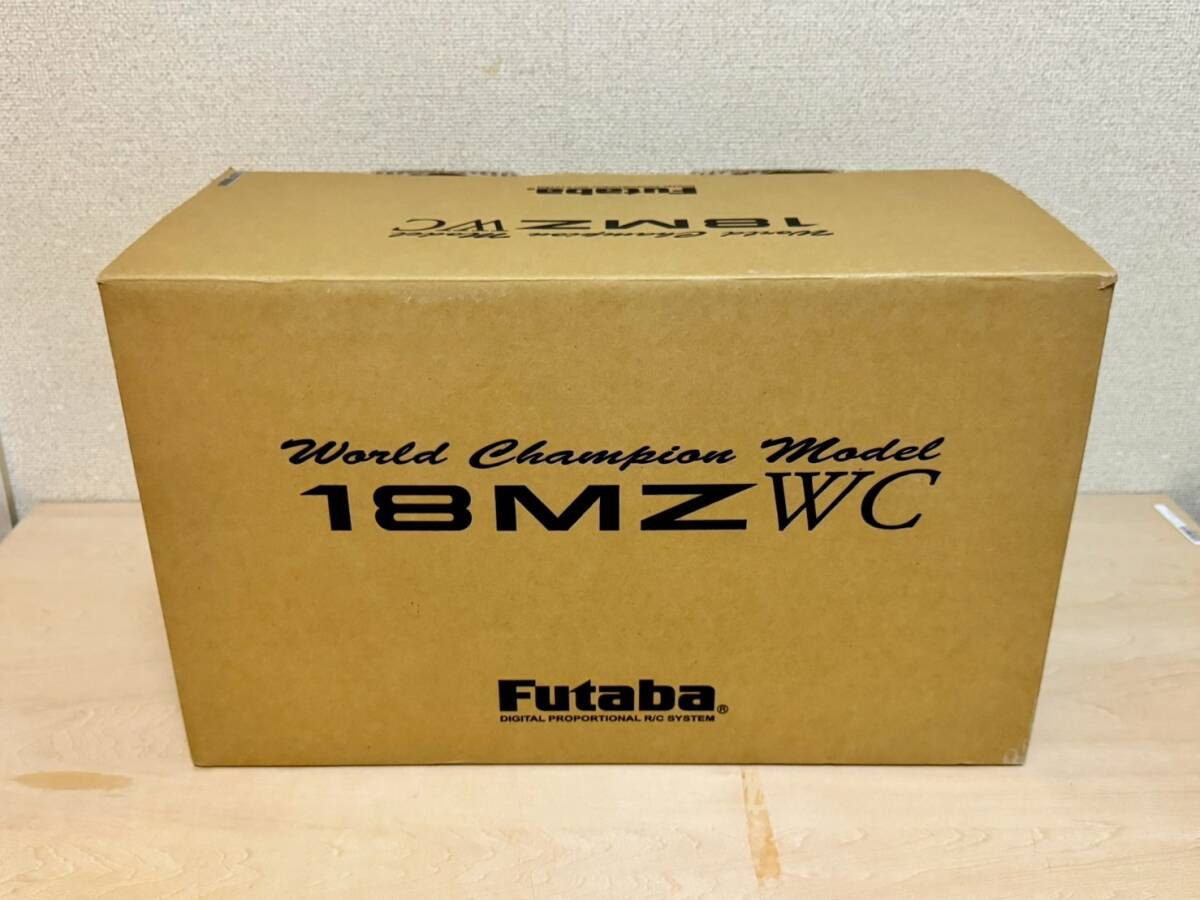 Futaba®
18MZ WC
World Champion Model
World Champion Model
18MZ WC
Futaba®
DIGITAL PROPORTIONAL R/C SYSTEM